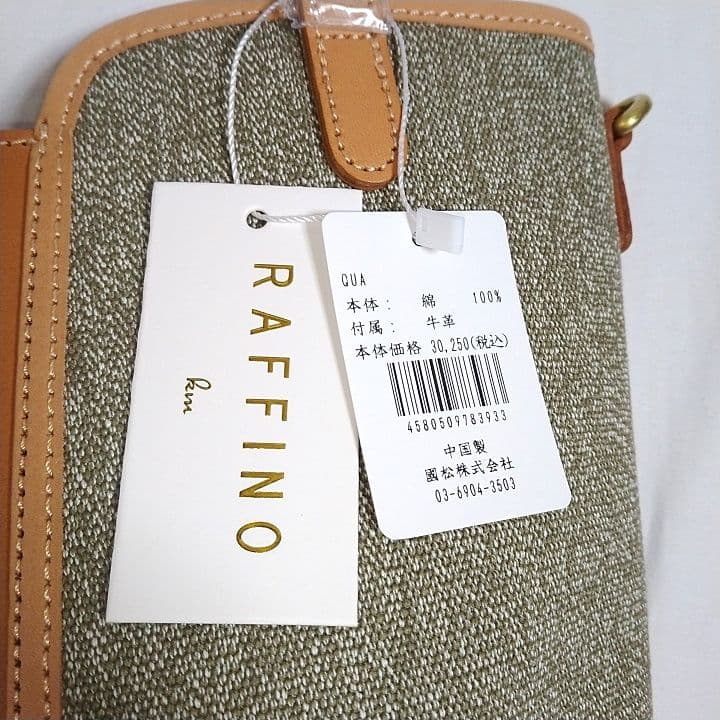 RAFFINO
km
QUA
本体： 綿 100%
付属： 牛革
本体価格 30,250(税込)
4580509783933
中国製
國松株式会社
03-6904-3503